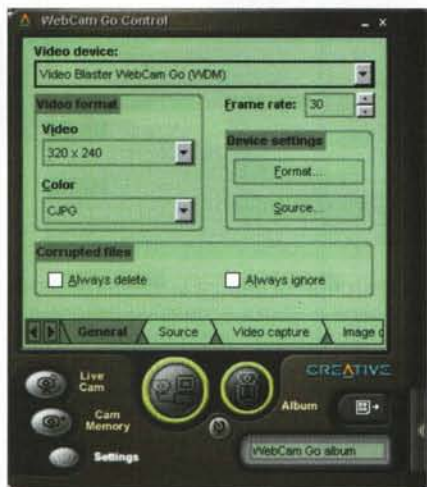 WebCam Go Control
Video device:
Video Blaster WebCam Go (WDM)
Video format
Frame rate: 30
Video
320 x 240
Device settings
Format...
Color
Source...
CJPG
Corrupted files
Always delete
Always ignore
General
Source
Video capture
Image c
CREATIVE
Live Cam
Album
Cam Memory
Settings
WebCam Go album